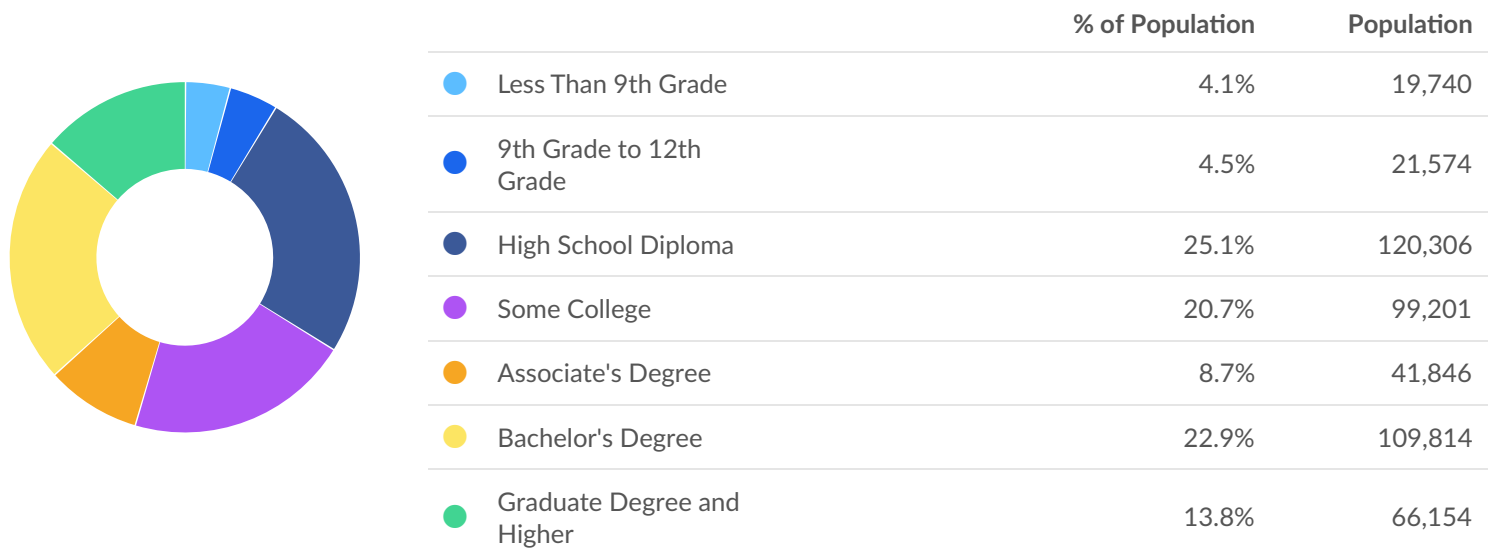 % of Population Population
Less Than 9th Grade 4.1% 19,740
9th Grade to 12th
Grade 4.5% 21,574
High School Diploma 25.1% 120,306
Some College 20.7% 99,201
Associate's Degree 8.7% 41,846
Bachelor's Degree 22.9% 109,814
Graduate Degree and
Higher 13.8% 66,154